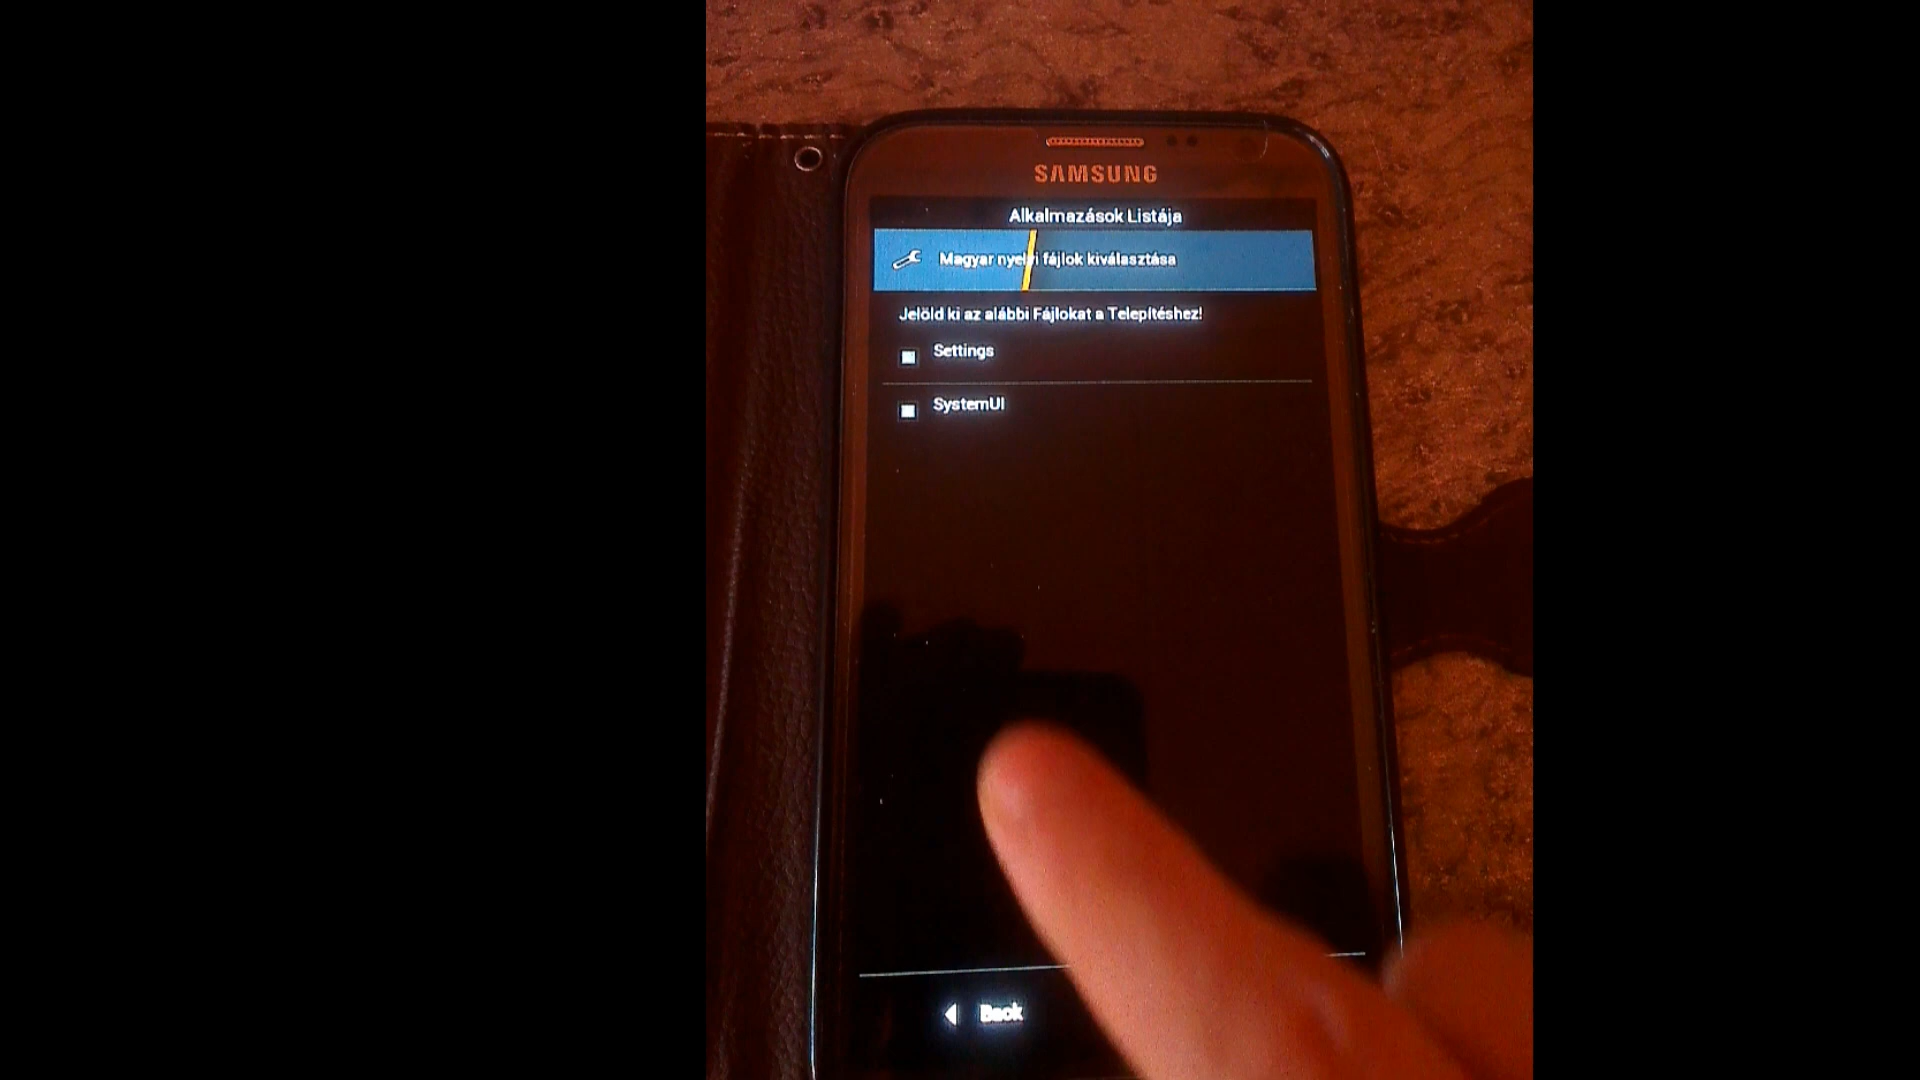 SAMSUNG
Alkalmazások Listája
Magyar nyelvi fájlok kiválasztása
Jelöld ki az alábbi Fájlokat a Telepítéshez!
Settings
SystemUI
Back